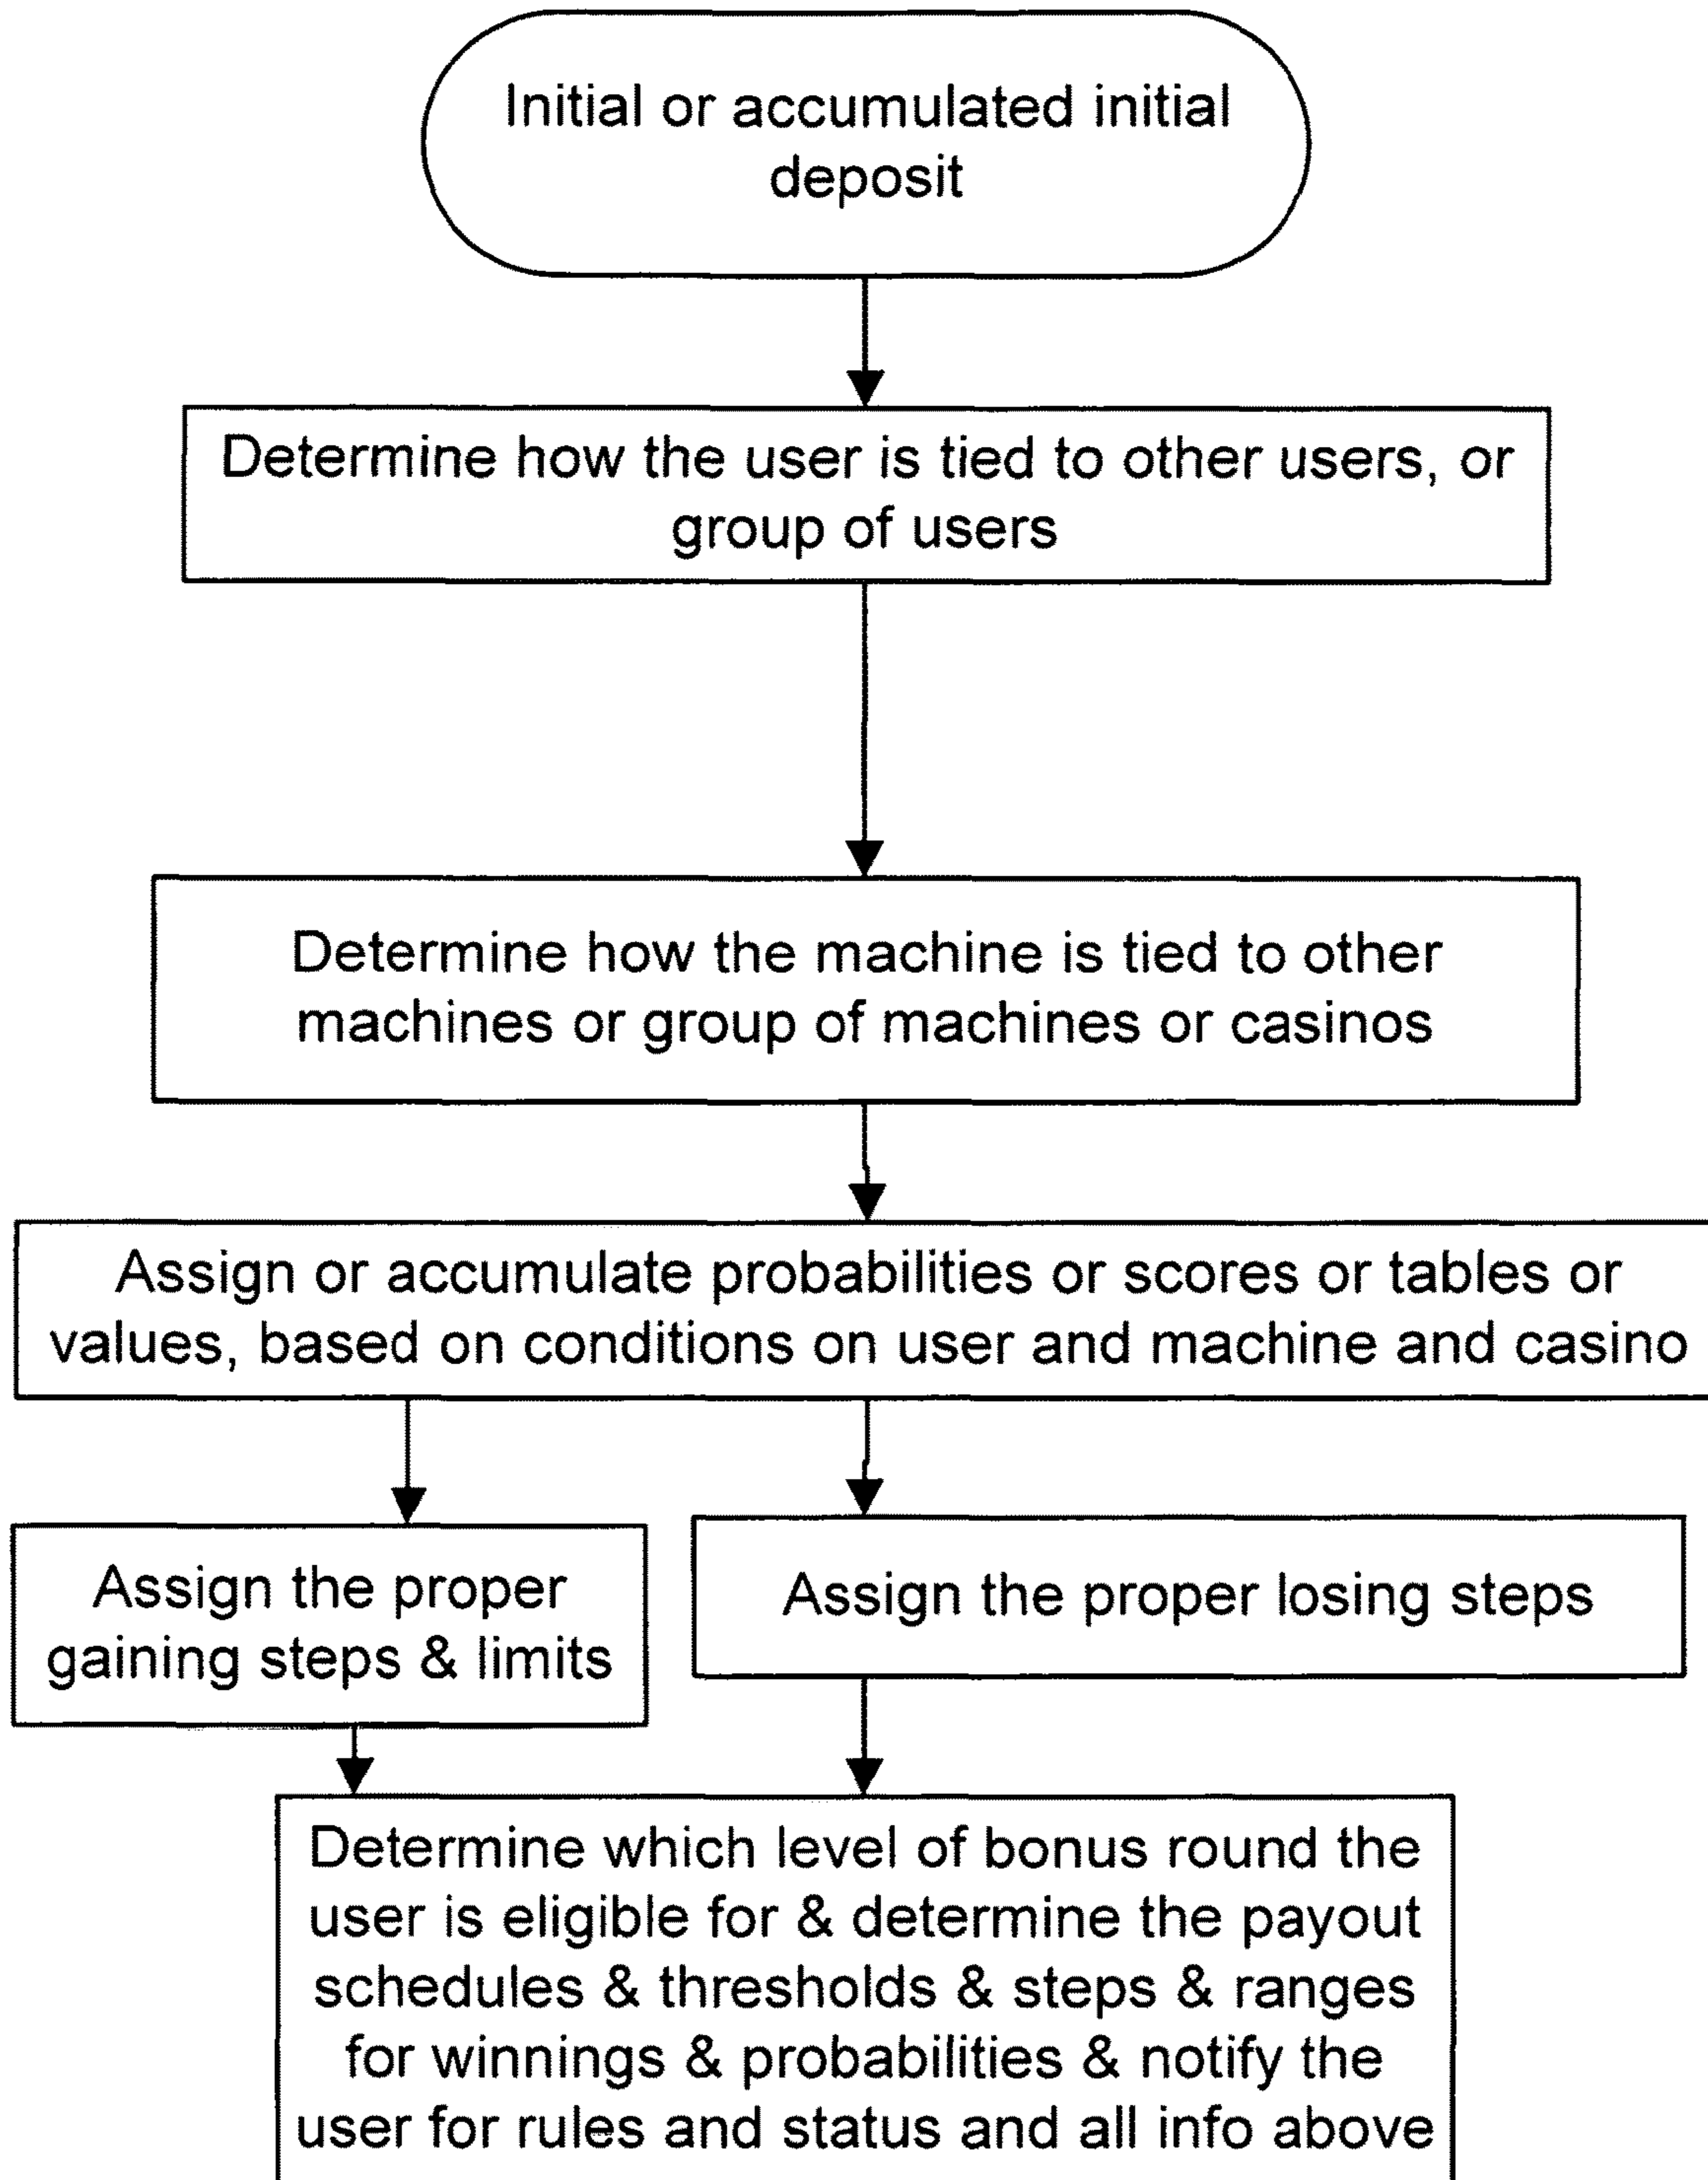 Initial or accumulated initial
deposit
Determine how the user is tied to other users, or
group of users
Determine how the machine is tied to other
machines or group of machines or casinos
Assign or accumulate probabilities or scores or tables or
values, based on conditions on user and machine and casino
Assign the proper
gaining steps & limits
Assign the proper losing steps
Determine which level of bonus round the
user is eligible for & determine the payout
schedules & thresholds & steps & ranges
for winnings & probabilities & notify the
user for rules and status and all info above